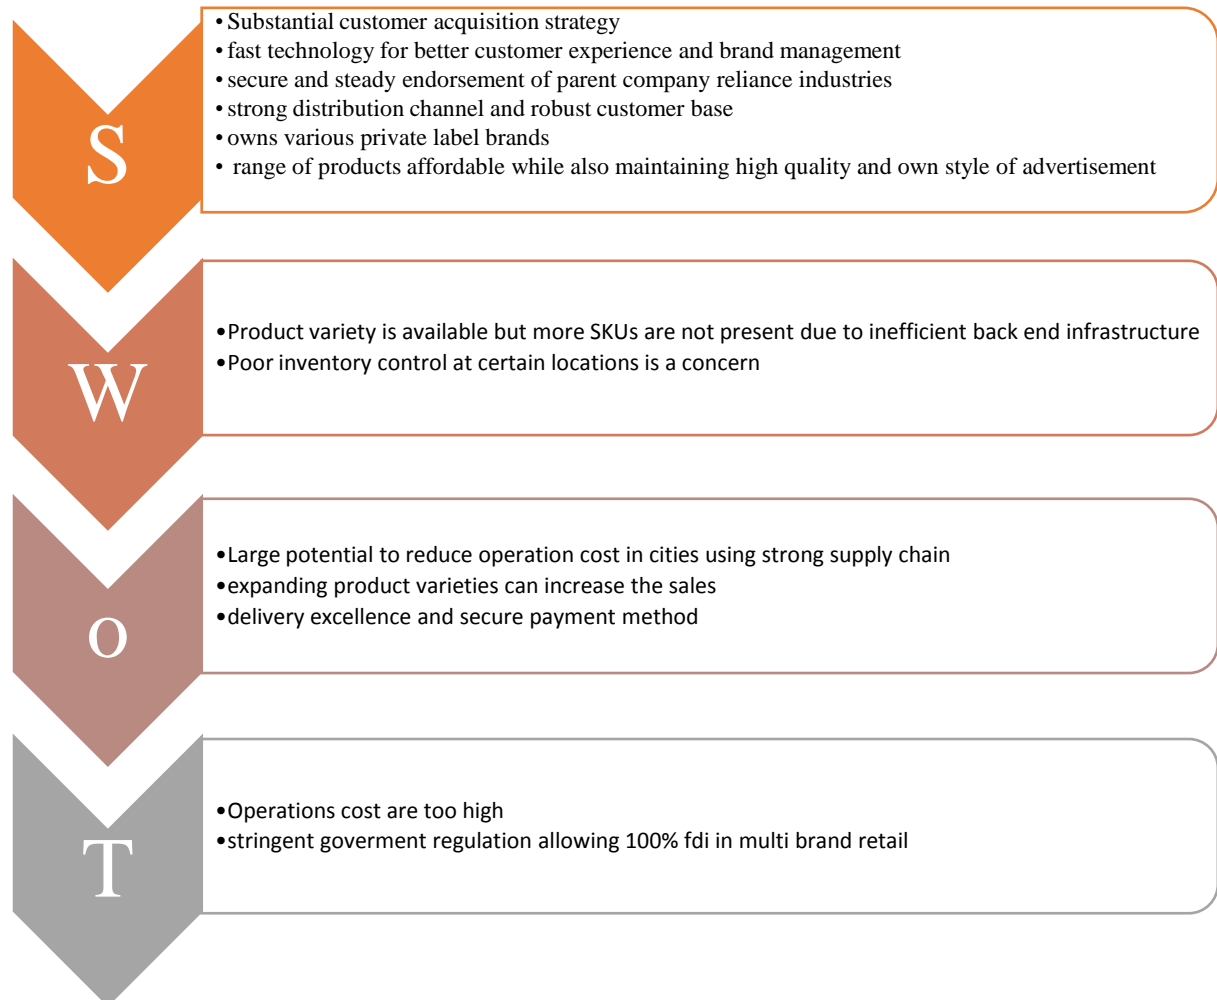 S
• Substantial customer acquisition strategy
• fast technology for better customer experience and brand management
• secure and steady endorsement of parent company reliance industries
• strong distribution channel and robust customer base
• owns various private label brands
• range of products affordable while also maintaining high quality and own style of advertisement
W
•Product variety is available but more SKUs are not present due to inefficient back end infrastructure
•Poor inventory control at certain locations is a concern
o
•Large potential to reduce operation cost in cities using strong supply chain
•expanding product varieties can increase the sales
•delivery excellence and secure payment method
T
•Operations cost are too high
•stringent goverment regulation allowing 100% fdi in multi brand retail